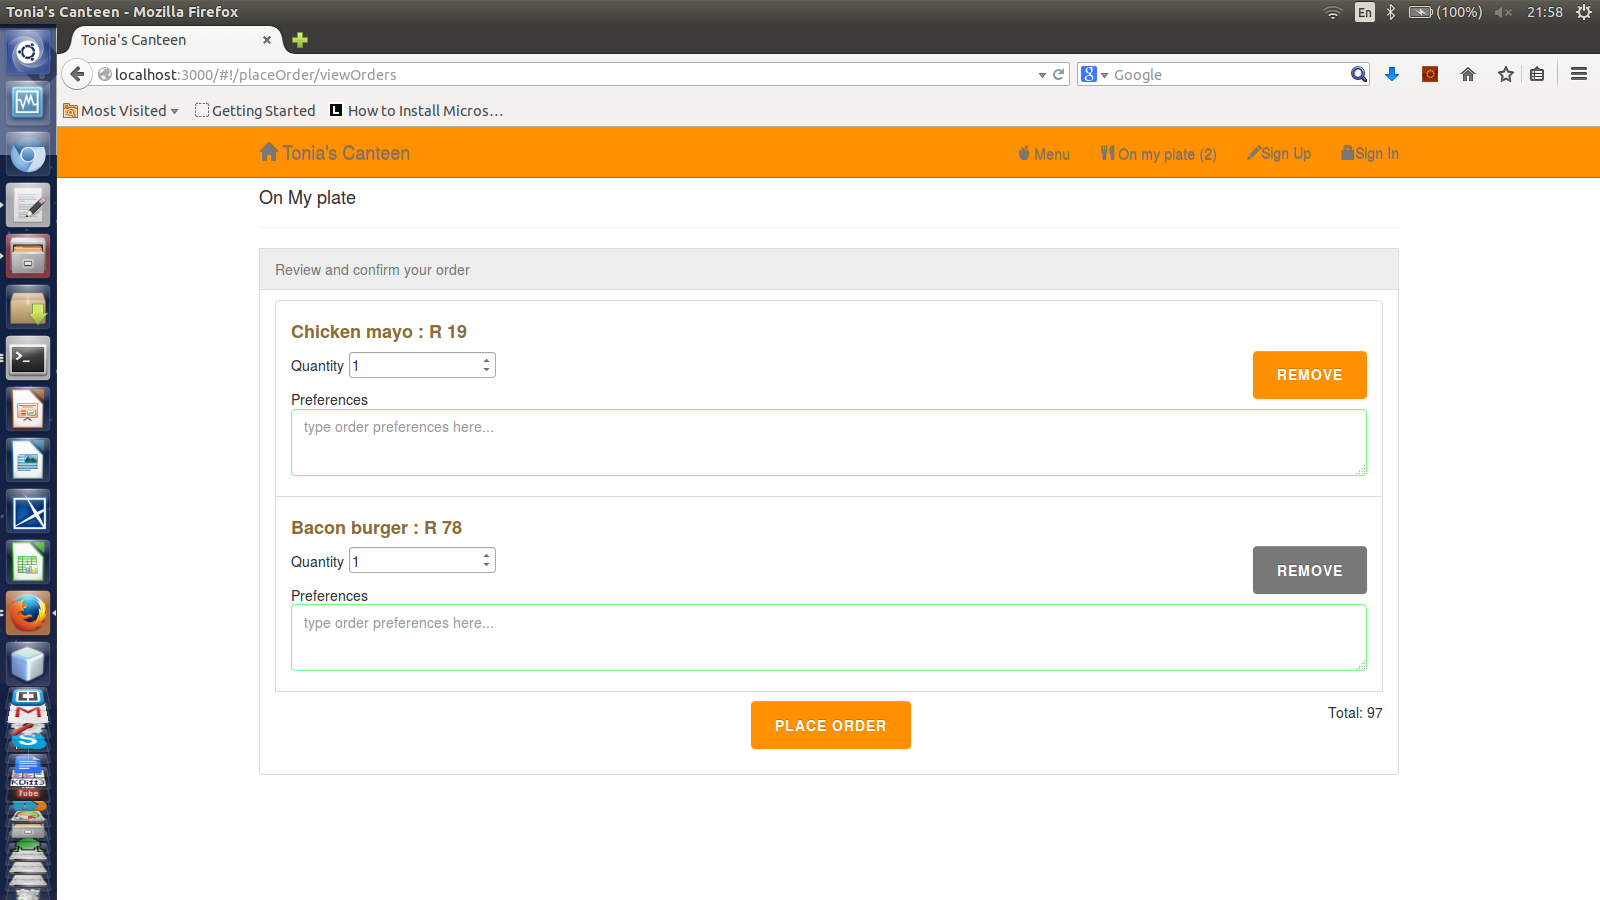 Tonia's Canteen - Mozilla Firefox
En
(100%)
21:58
Tonia's Canteen
localhost:3000/#!/placeOrder/viewOrders
8
Google
Most Visited
Getting Started
L
How to Install Micros...
Tonia's Canteen
Menu
On my plate (2)
Sign Up
Sign In
On My plate
Review and confirm your order
Chicken mayo : R 19
Quantity 1
REMOVE
Preferences
type order preferences here...
Bacon burger : R 78
Quantity 1
REMOVE
Preferences
type order preferences here...
PLACE ORDER
Total: 97
KDiff3
Tube